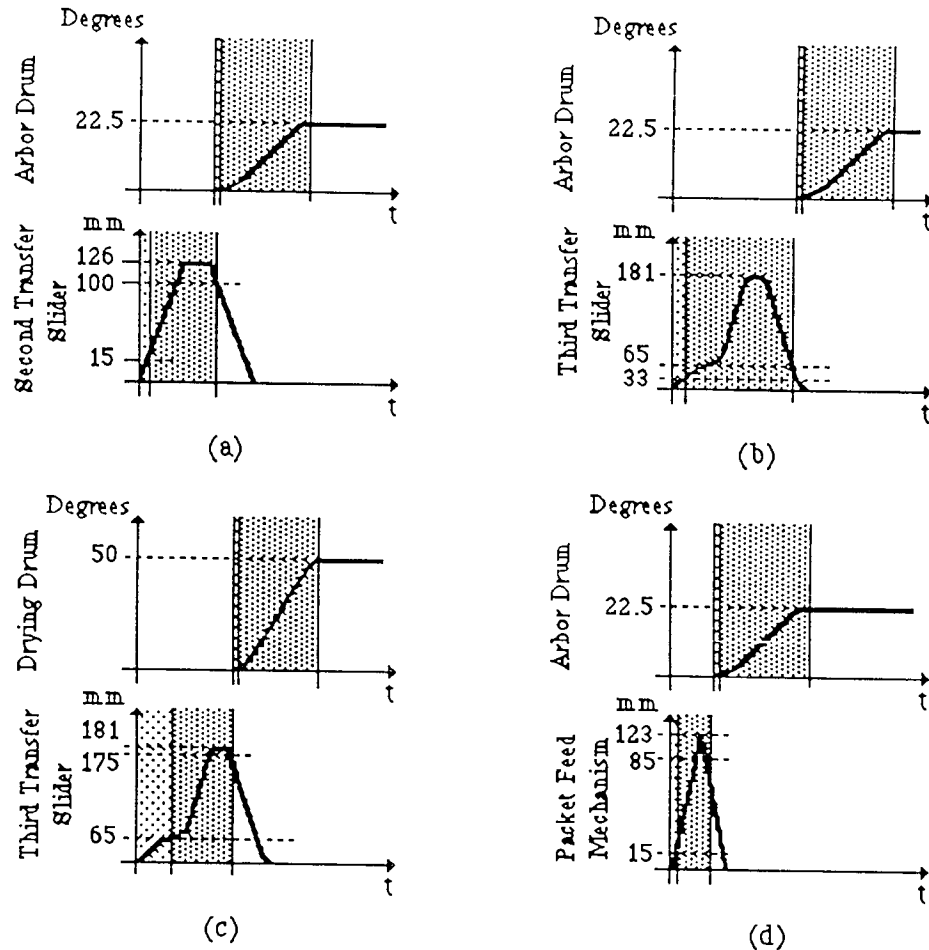 Degrees
Arbor Drum
22.5
t
mm
Second Transfer
Slider
126
100
15
t
(a)
Degrees
Arbor Drum
22.5
t
mm
Third Transfer
Slider
181
65
33
t
(b)
Degrees
Drying Drum
50
t
mm
Third Transfer
Slider
181
175
65
t
(c)
Degrees
Arbor Drum
22.5
t
mm
Packet Feed
Mechanism
123
85
15
t
(d)